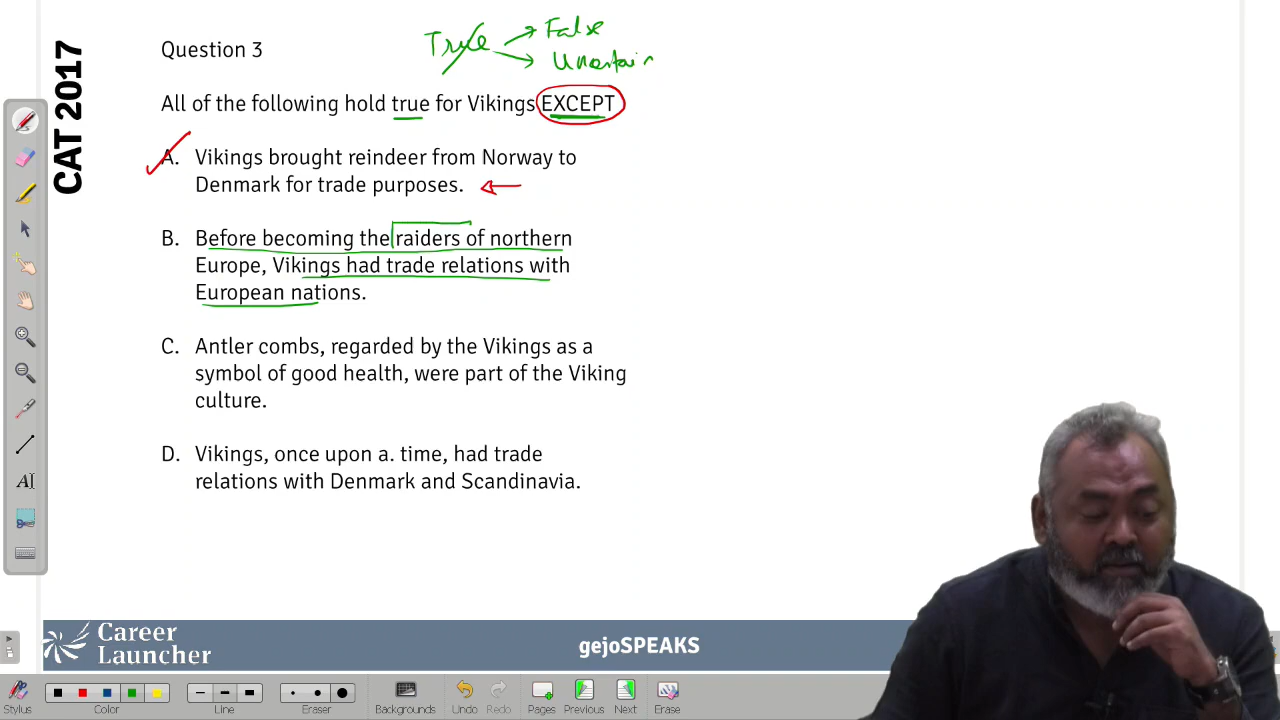 CAT 2017
Question 3
True
False
Uncertain
All of the following hold true for Vikings EXCEPT
A. Vikings brought reindeer from Norway to
Denmark for trade purposes.
B. Before becoming the raiders of northern
Europe, Vikings had trade relations with
European nations.
C. Antler combs, regarded by the Vikings as a
symbol of good health, were part of the Viking
culture.
D. Vikings, once upon a. time, had trade
relations with Denmark and Scandinavia.
Career
Launcher
gejoSPEAKS
Stylus
Color
Line
Eraser
Backgrounds
Undo
Redo
Pages
Previous
Next
Erase